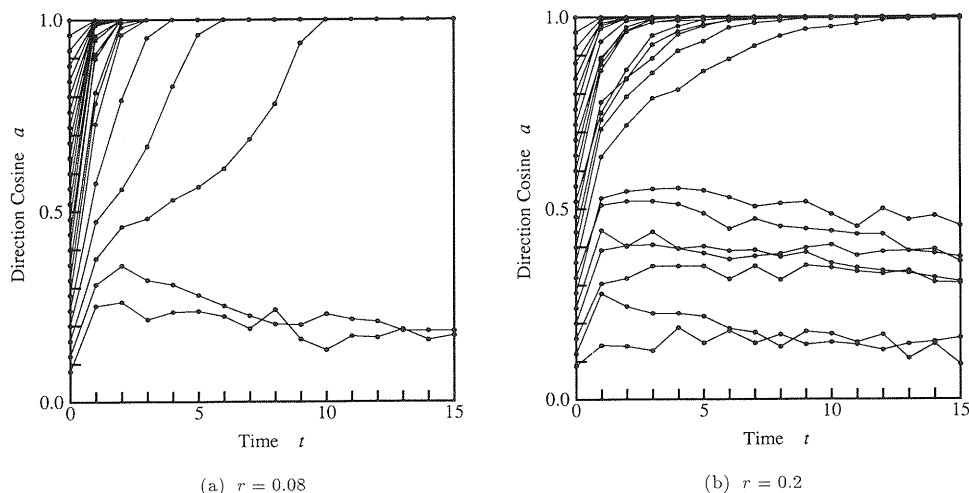 1.0
0.5
0.0
Direction Cosine a
0 5 10 15
Time t
(a) r = 0.08
1.0
0.5
0.0
Direction Cosine a
0 5 10 15
Time t
(b) r = 0.2